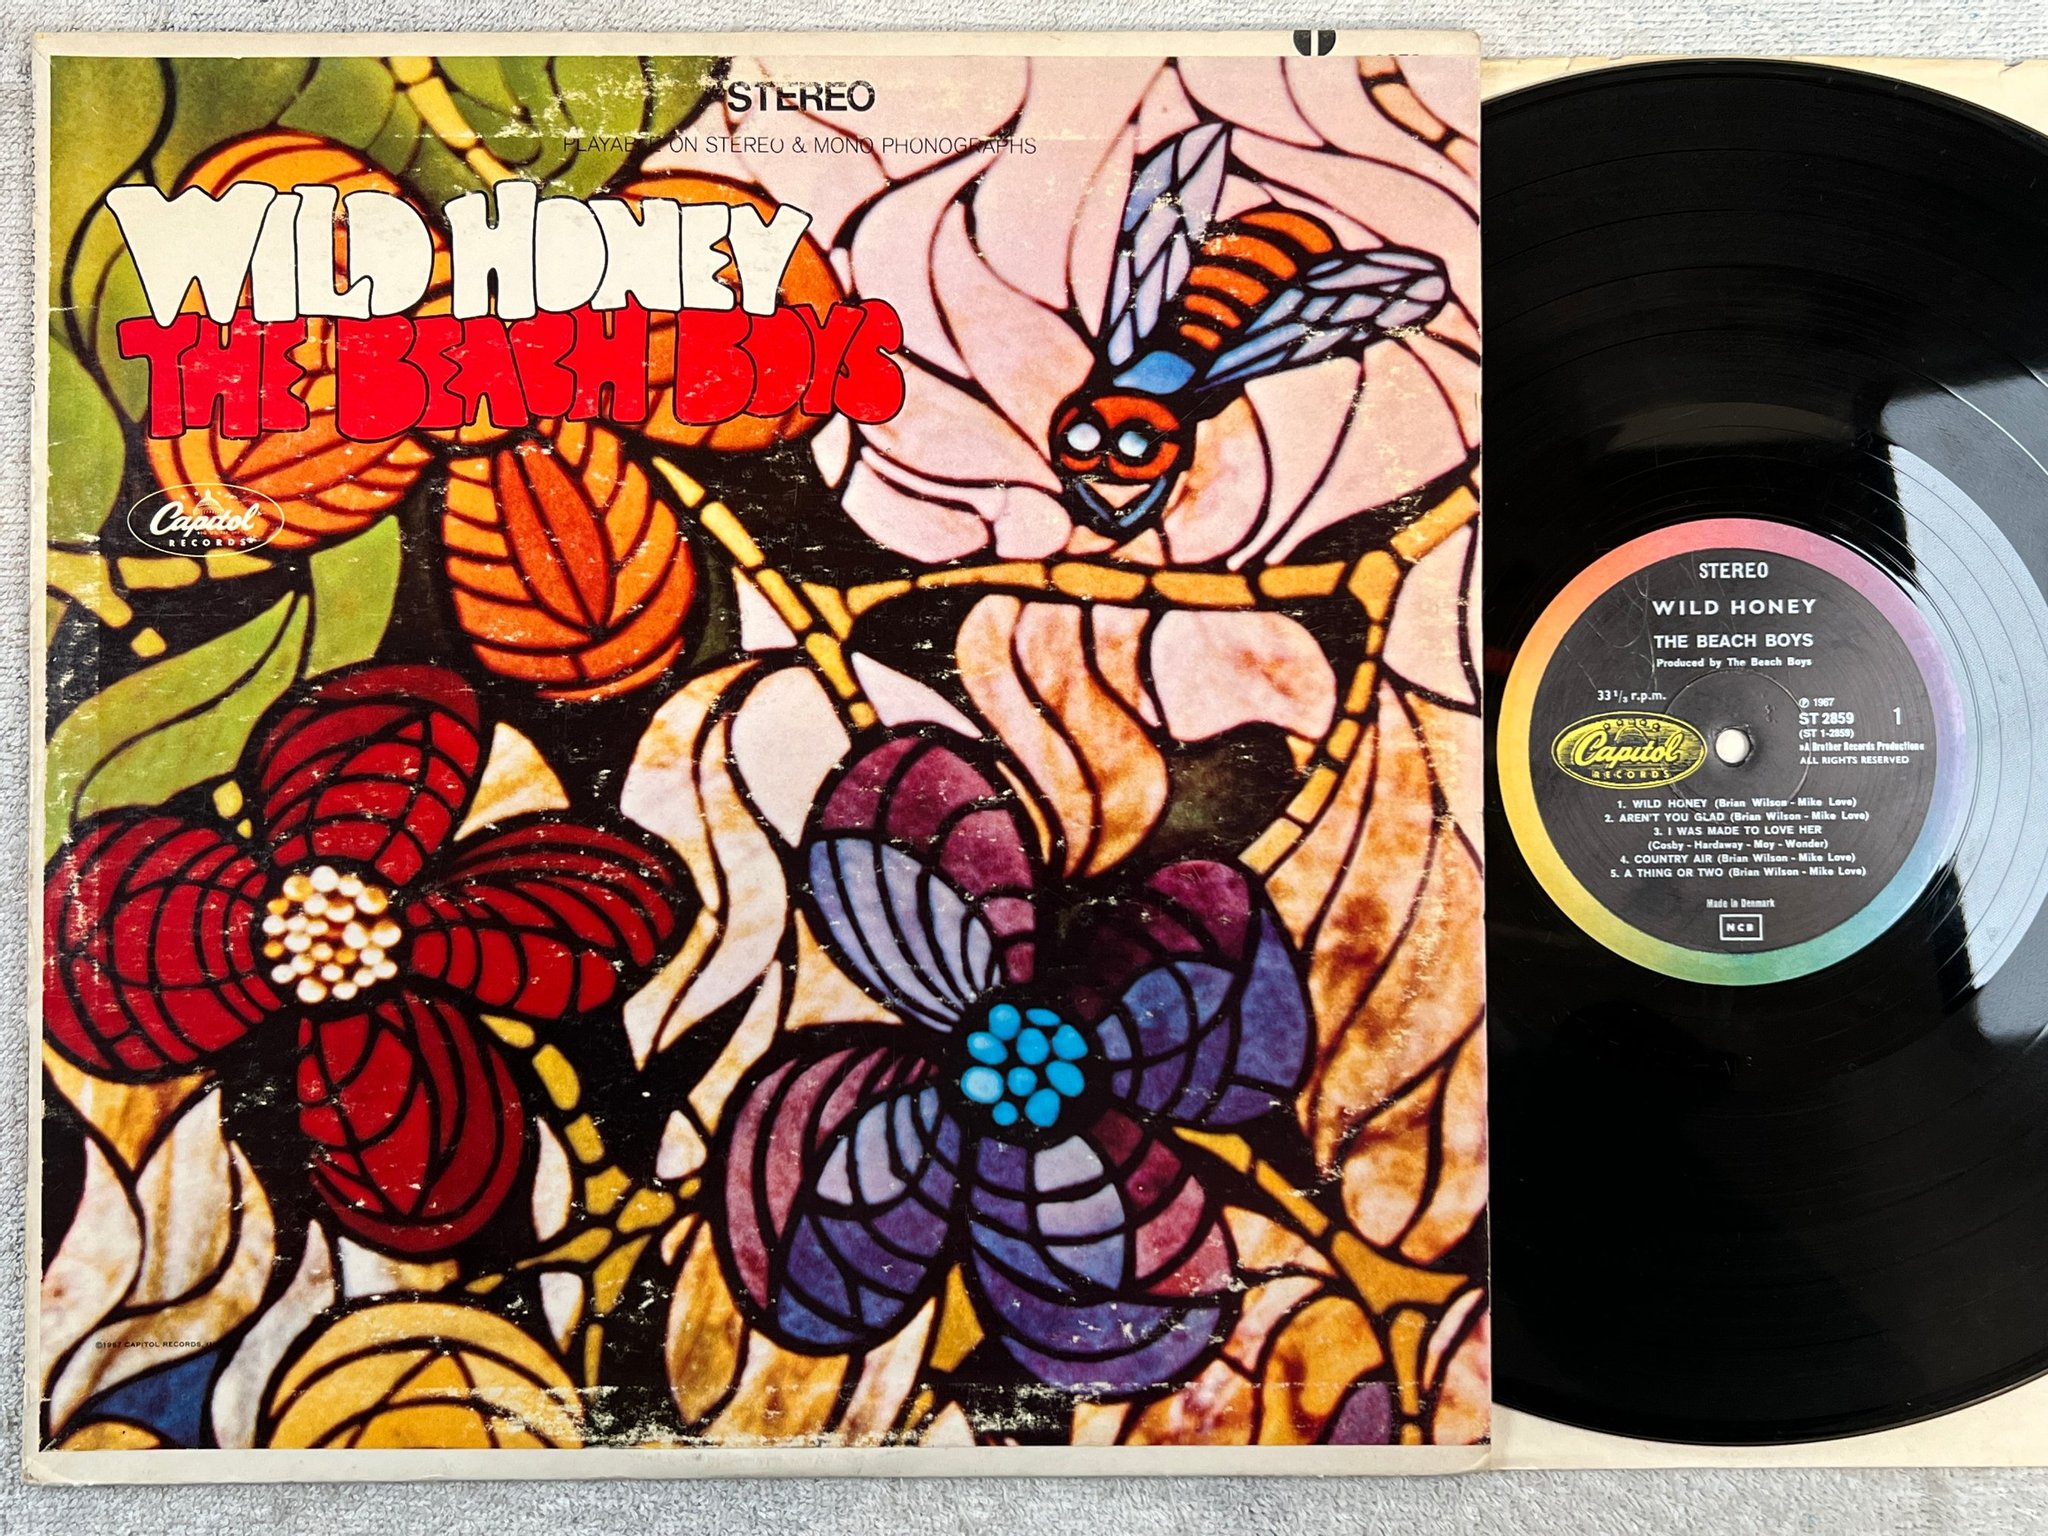 STEREO
PLAYABLE ON STEREO & MONO PHONOGRAPHS
WILD HONEY
THE BEACH BOYS
Capitol
RECORDS
©1967 CAPITOL RECORDS,
STEREO
WILD HONEY
THE BEACH BOYS
Produced by The Beach Boys
33 1/3 r.p.m.
℗ 1967
ST 2859 1
(ST 1-2859)
»A Brother Records Production«
ALL RIGHTS RESERVED
Capitol
RECORDS
1. WILD HONEY (Brian Wilson - Mike Love)
2. AREN'T YOU GLAD (Brian Wilson - Mike Love)
3. I WAS MADE TO LOVE HER
(Cosby - Hardaway - Moy - Wonder)
4. COUNTRY AIR (Brian Wilson - Mike Love)
5. A THING OR TWO (Brian Wilson - Mike Love)
Made in Denmark
NCB